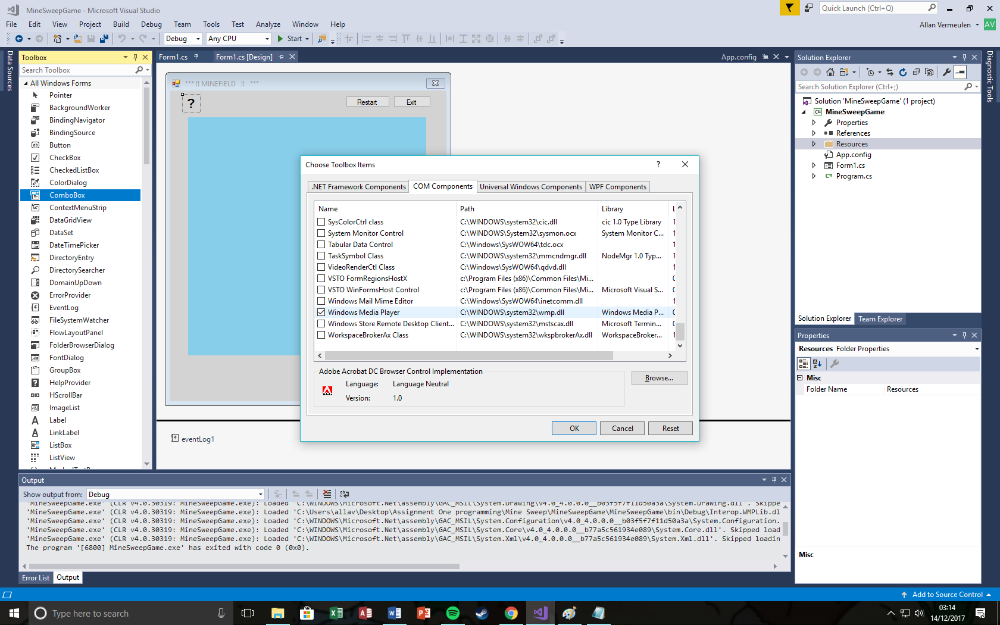 MineSweepGame - Microsoft Visual Studio
Quick Launch (Ctrl+Q)
File Edit View Project Build Debug Team Tools Test Analyze Window Help
Allan Vermeulen AV
Debug Any CPU Start
Data Sources
Toolbox
Search Toolbox
All Windows Forms
Pointer
BackgroundWorker
BindingNavigator
BindingSource
Button
CheckBox
CheckedListBox
ColorDialog
ComboBox
ContextMenuStrip
DataGridView
DataSet
DateTimePicker
DirectoryEntry
DirectorySearcher
DomainUpDown
ErrorProvider
EventLog
FileSystemWatcher
FlowLayoutPanel
FolderBrowserDialog
FontDialog
GroupBox
HelpProvider
HScrollBar
ImageList
Label
LinkLabel
ListBox
ListView
Form1.cs Form1.cs [Design] App.config
*** !! MINEFIELD !! ***
? Restart Exit
eventLog1
Choose Toolbox Items ?
.NET Framework Components COM Components Universal Windows Components WPF Components
Name Path Library L
SysColorCtrl class C:\WINDOWS\system32\cic.dll cic 1.0 Type Library 1
System Monitor Control C:\WINDOWS\System32\sysmon.ocx System Monitor C... 1
Tabular Data Control C:\Windows\SysWOW64\tdc.ocx 1
TaskSymbol Class C:\WINDOWS\system32\mmcndmgr.dll NodeMgr 1.0 Typ... 1
VideoRenderCtl Class C:\Windows\SysWOW64\qdvd.dll 1
VSTO FormRegionsHostX c:\Program Files (x86)\Common Files\Mi...
VSTO WinFormsHost Control c:\Program Files (x86)\Common Files\Mi... Microsoft Visual S...
Windows Mail Mime Editor C:\Windows\SysWOW64\inetcomm.dll 1
Windows Media Player C:\WINDOWS\system32\wmp.dll Windows Media P...
Windows Store Remote Desktop Client... C:\WINDOWS\system32\mstscax.dll Microsoft Termin...
WorkspaceBrokerAx Class C:\WINDOWS\system32\wkspbrokerAx.dll WorkspaceBroker... 1
Adobe Acrobat DC Browser Control Implementation
Language: Language Neutral
Version: 1.0
Browse...
OK Cancel Reset
Solution Explorer
Search Solution Explorer (Ctrl+;)
Solution 'MineSweepGame' (1 project)
MineSweepGame
Properties
References
Resources
App.config
Form1.cs
Program.cs
Solution Explorer Team Explorer
Diagnostic Tools
Properties
Resources Folder Properties
Misc
Folder Name Resources
Misc
Output
Show output from: Debug
'MineSweepGame.exe' (CLR v4.0.30319: MineSweepGame.exe): Loaded 'C:\WINDOWS\Microsoft.Net\assembly\GAC_MSIL\System.Drawing\v4.0_4.0.0.0__b03f5f7f11d50a3a\System.Drawing.dll'. Skippe
'MineSweepGame.exe' (CLR v4.0.30319: MineSweepGame.exe): Loaded 'C:\Users\allav\Desktop\Assignment One programming\Mine Sweep\MineSweepGame\MineSweepGame\bin\Debug\Interop.WMPLib.dl
'MineSweepGame.exe' (CLR v4.0.30319: MineSweepGame.exe): Loaded 'C:\WINDOWS\Microsoft.Net\assembly\GAC_MSIL\System.Configuration\v4.0_4.0.0.0__b03f5f7f11d50a3a\System.Configuration.
'MineSweepGame.exe' (CLR v4.0.30319: MineSweepGame.exe): Loaded 'C:\WINDOWS\Microsoft.Net\assembly\GAC_MSIL\System.Core\v4.0_4.0.0.0__b77a5c561934e089\System.Core.dll'. Skipped load
'MineSweepGame.exe' (CLR v4.0.30319: MineSweepGame.exe): Loaded 'C:\WINDOWS\Microsoft.Net\assembly\GAC_MSIL\System.Xml\v4.0_4.0.0.0__b77a5c561934e089\System.Xml.dll'. Skipped loadin
The program '[6800] MineSweepGame.exe' has exited with code 0 (0x0).
Error List Output
Add to Source Control
Type here to search
03:14
14/12/2017